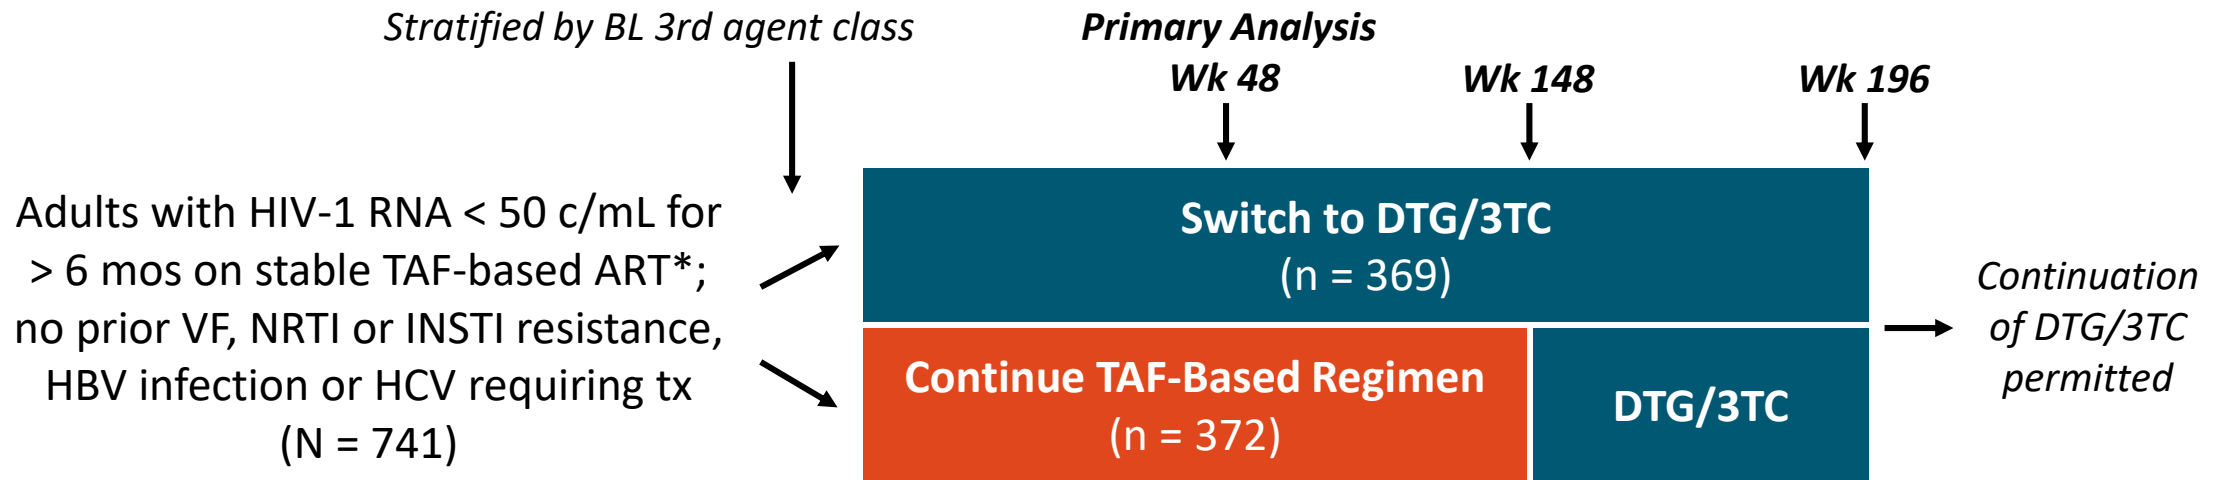 Stratified by BL 3rd agent class
Primary Analysis
Wk 48
Wk 148
Wk 196
Adults with HIV-1 RNA < 50 c/mL for
> 6 mos on stable TAF-based ART*;
no prior VF, NRTI or INSTI resistance,
HBV infection or HCV requiring tx
(N = 741)
Switch to DTG/3TC
(n = 369)
Continue TAF-Based Regimen
(n = 372)
DTG/3TC
Continuation
of DTG/3TC
permitted